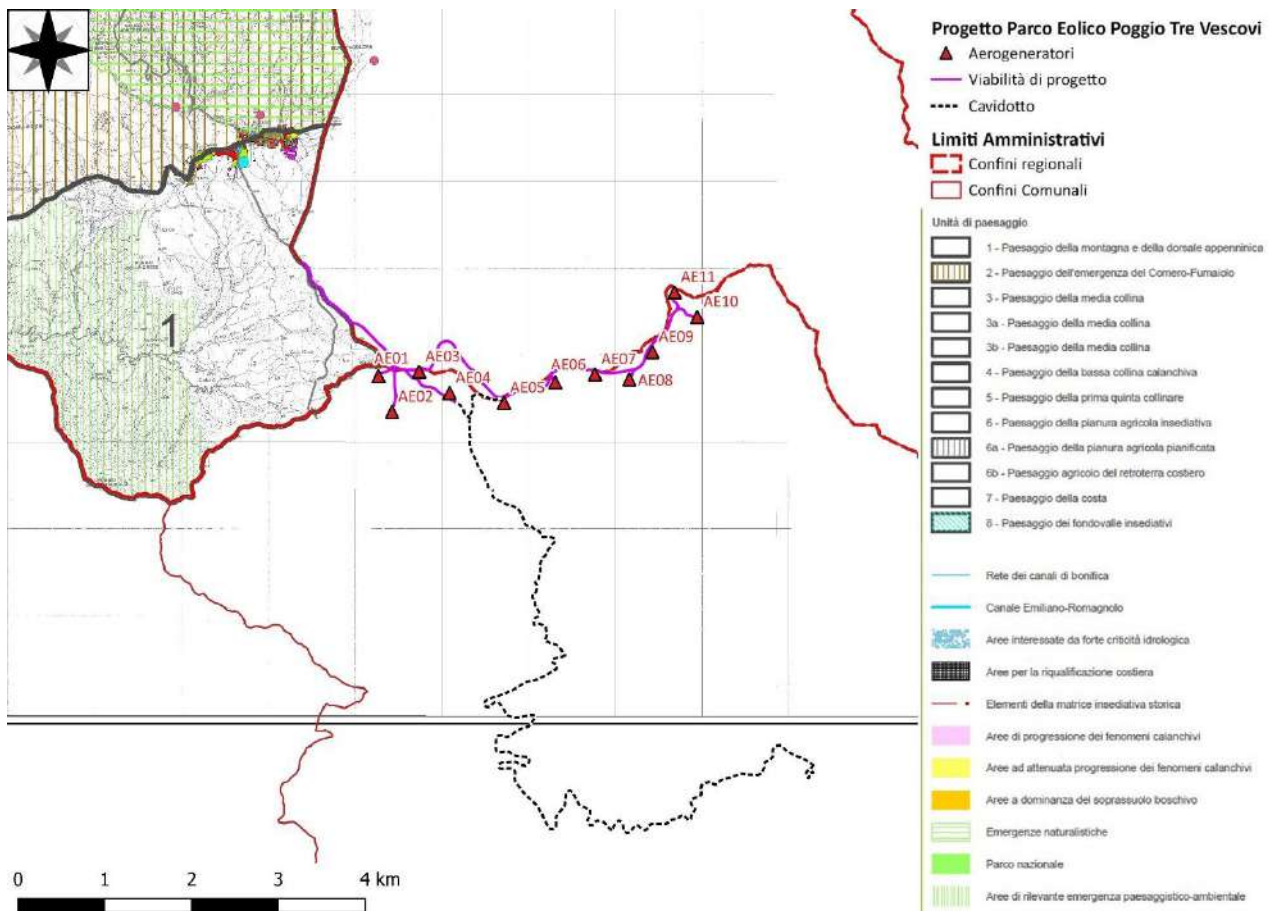 Progetto Parco Eolico Poggio Tre Vescovi
Aerogeneratori
Viabilità di progetto
Cavidotto
Limiti Amministrativi
Confini regionali
Confini Comunali
Unità di paesaggio
1 - Paesaggio della montagna e della dorsale appenninica
2 - Paesaggio dell'emergenza del Comero-Fumaiolo
3 - Paesaggio della media collina
3a - Paesaggio della media collina
3b - Paesaggio della media collina
4 - Paesaggio della bassa collina calanchiva
5 - Paesaggio della prima quinta collinare
6 - Paesaggio della pianura agricola insediativa
6a - Paesaggio della pianura agricola pianificata
6b - Paesaggio agricolo del retroterra costiero
7 - Paesaggio della costa
8 - Paesaggio dei fondovalle insediativi
Rete dei canali di bonifica
Canale Emiliano-Romagnolo
Aree interessate da forte criticità idrologica
Aree per la riqualificazione costiera
Elementi della matrice insediativa storica
Aree di progressione dei fenomeni calanchivi
Aree ad attenuata progressione dei fenomeni calanchivi
Aree a dominanza del soprassuolo boschivo
Emergenze naturalistiche
Parco nazionale
Aree di rilevante emergenza paesaggistico-ambientale
AE11
AE10
AE09
AE01
AE03
AE06
AE07
AE08
AE04
AE02
AE05
1
0 1 2 3 4 km